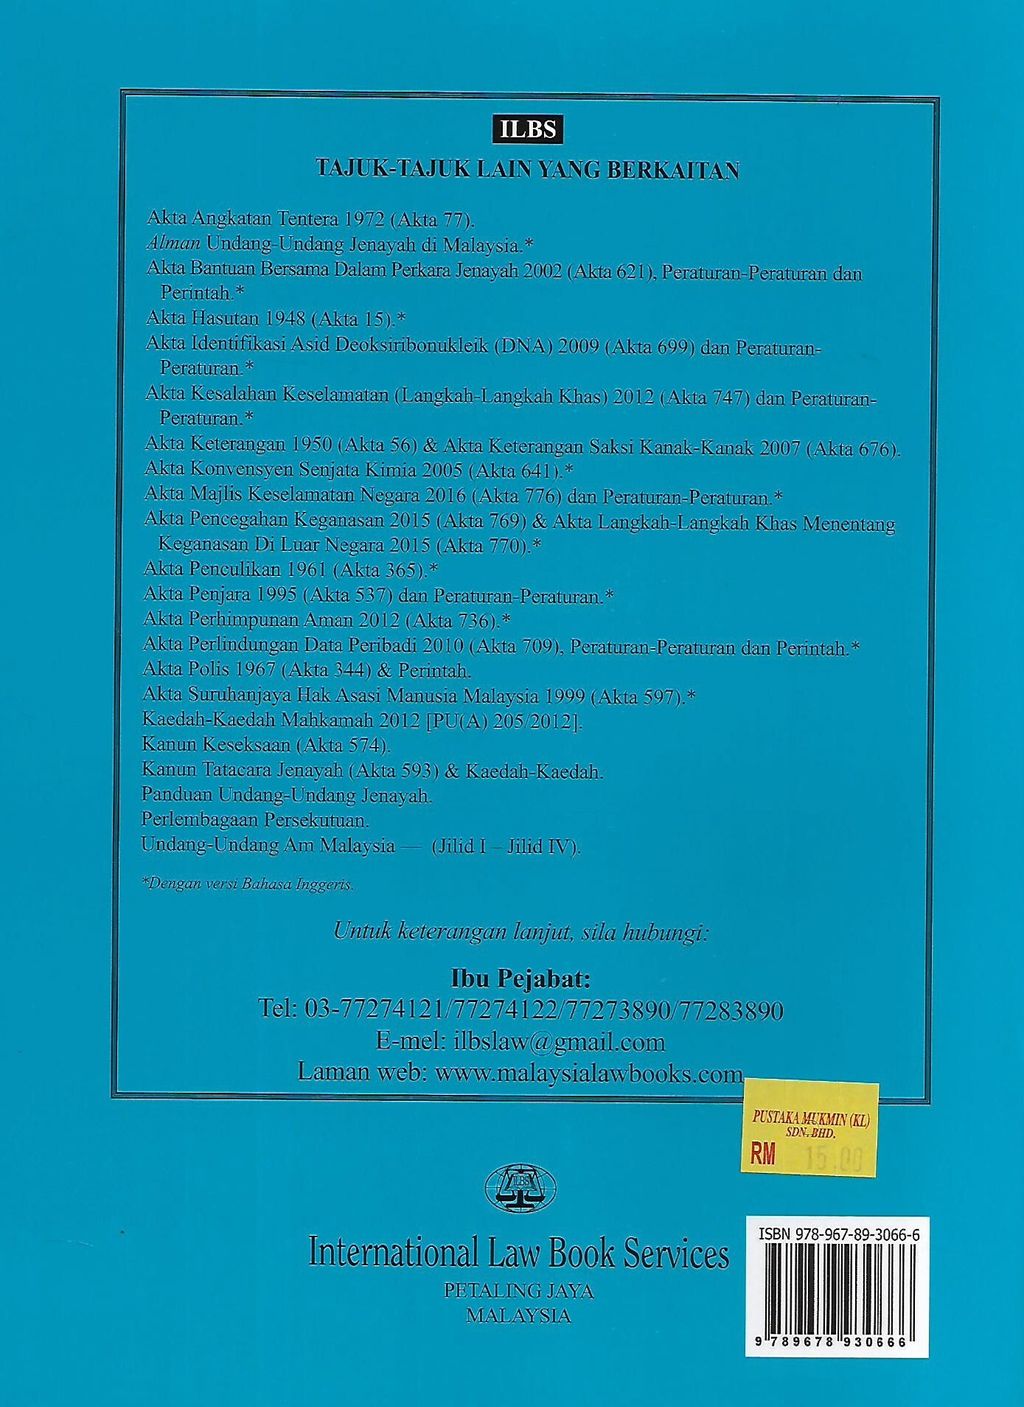 ILBS
TAJUK-TAJUK LAIN YANG BERKAITAN
Akta Angkatan Tentera 1972 (Akta 77).
Alman Undang-Undang Jenayah di Malaysia.*
Akta Bantuan Bersama Dalam Perkara Jenayah 2002 (Akta 621), Peraturan-Peraturan dan
Perintah.*
Akta Hasutan 1948 (Akta 15).*
Akta Identifikasi Asid Deoksiribonukleik (DNA) 2009 (Akta 699) dan Peraturan-
Peraturan.*
Akta Kesalahan Keselamatan (Langkah-Langkah Khas) 2012 (Akta 747) dan Peraturan-
Peraturan.*
Akta Keterangan 1950 (Akta 56) & Akta Keterangan Saksi Kanak-Kanak 2007 (Akta 676).
Akta Konvensyen Senjata Kimia 2005 (Akta 641).*
Akta Majlis Keselamatan Negara 2016 (Akta 776) dan Peraturan-Peraturan.*
Akta Pencegahan Keganasan 2015 (Akta 769) & Akta Langkah-Langkah Khas Menentang
Keganasan Di Luar Negara 2015 (Akta 770).*
Akta Penculikan 1961 (Akta 365).*
Akta Penjara 1995 (Akta 537) dan Peraturan-Peraturan.*
Akta Perhimpunan Aman 2012 (Akta 736).*
Akta Perlindungan Data Peribadi 2010 (Akta 709), Peraturan-Peraturan dan Perintah.*
Akta Polis 1967 (Akta 344) & Perintah.
Akta Suruhanjaya Hak Asasi Manusia Malaysia 1999 (Akta 597).*
Kaedah-Kaedah Mahkamah 2012 [PU(A) 205/2012].
Kanun Keseksaan (Akta 574).
Kanun Tatacara Jenayah (Akta 593) & Kaedah-Kaedah.
Panduan Undang-Undang Jenayah.
Perlembagaan Persekutuan.
Undang-Undang Am Malaysia — (Jilid I – Jilid IV).
*Dengan versi Bahasa Inggeris.
Untuk keterangan lanjut, sila hubungi:
Ibu Pejabat:
Tel: 03-77274121/77274122/77273890/77283890
E-mel: ilbslaw@gmail.com
Laman web: www.malaysialawbooks.com
PUSTAKA MUKMIN (KL)
SDN. BHD.
RM 15.00
ILBS
International Law Book Services
PETALING JAYA
MALAYSIA
ISBN 978-967-89-3066-6
9 789678 930666